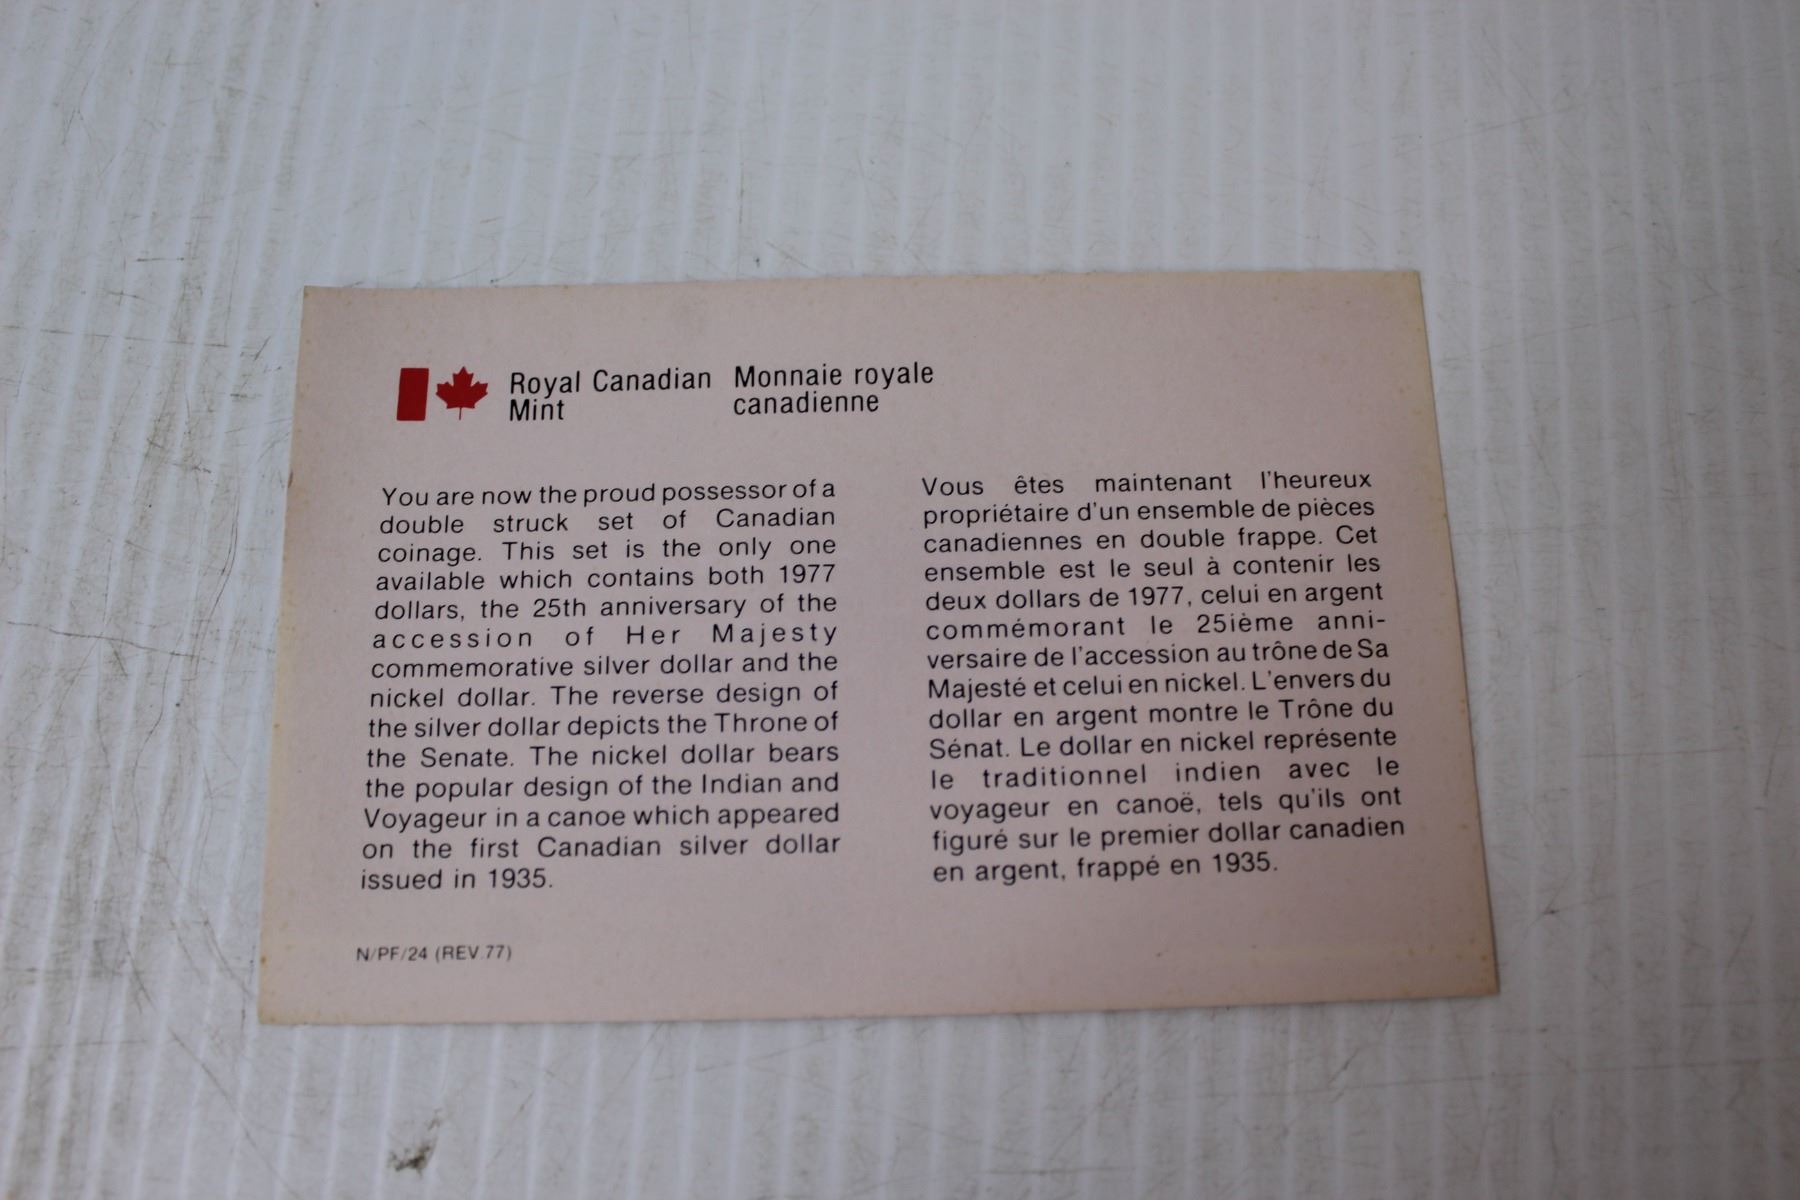 Royal Canadian
Mint
Monnaie royale
canadienne
You are now the proud possessor of a
double struck set of Canadian
coinage. This set is the only one
available which contains both 1977
dollars, the 25th anniversary of the
accession of Her Majesty
commemorative silver dollar and the
nickel dollar. The reverse design of
the silver dollar depicts the Throne of
the Senate. The nickel dollar bears
the popular design of the Indian and
Voyageur in a canoe which appeared
on the first Canadian silver dollar
issued in 1935.
Vous êtes maintenant l'heureux
propriétaire d'un ensemble de pièces
canadiennes en double frappe. Cet
ensemble est le seul à contenir les
deux dollars de 1977, celui en argent
commémorant le 25ième anni-
versaire de l'accession au trône de Sa
Majesté et celui en nickel. L'envers du
dollar en argent montre le Trône du
Sénat. Le dollar en nickel représente
le traditionnel indien avec le
voyageur en canoë, tels qu'ils ont
figuré sur le premier dollar canadien
en argent, frappé en 1935.
N/PF/24 (REV.77)